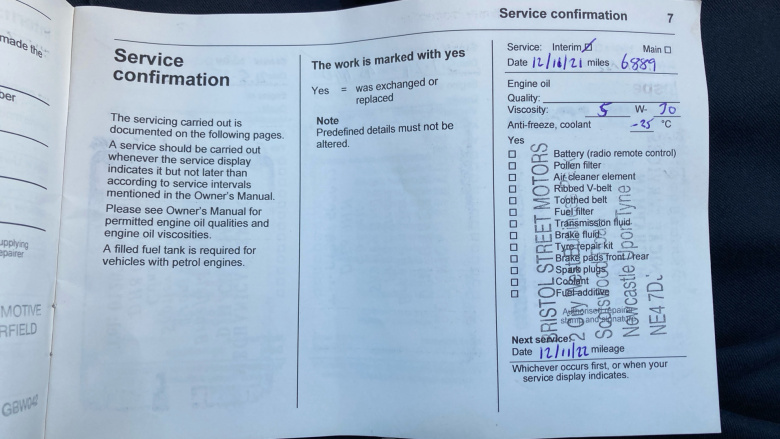 made the
ber
upplying
epairer
MOTIVE
RFIELD
Service confirmation 7
Service
confirmation
The servicing carried out is
documented on the following pages.
A service should be carried out
whenever the service display
indicates it but not later than
according to service intervals
mentioned in the Owner's Manual.
Please see Owner's Manual for
permitted engine oil qualities and
engine oil viscosities.
A filled fuel tank is required for
vehicles with petrol engines.
The work is marked with yes
Yes = was exchanged or
replaced
Note
Predefined details must not be
altered.
Service: Interim ☑ Main ☐
Date 12/11/21 miles 6889
Engine oil
Quality:
Viscosity: 5 W- 30
Anti-freeze, coolant -25 °C
Yes
☐ Battery (radio remote control)
☐ Pollen filter
☐ Air cleaner element
☐ Ribbed V-belt
☐ Toothed belt
☐ Fuel filter
☐ Transmission fluid
☐ Brake fluid
☐ Tyre repair kit
☐ Brake pads front / rear
☐ Spark plugs
☐ Coolant
☐ Fuel additive
Authorised repairer
stamp and signature
BRISTOL STREET MOTORS
Newcastle Upon Tyne
NE4 7DL
Next service:
Date 12/11/22 mileage
Whichever occurs first, or when your
service display indicates.